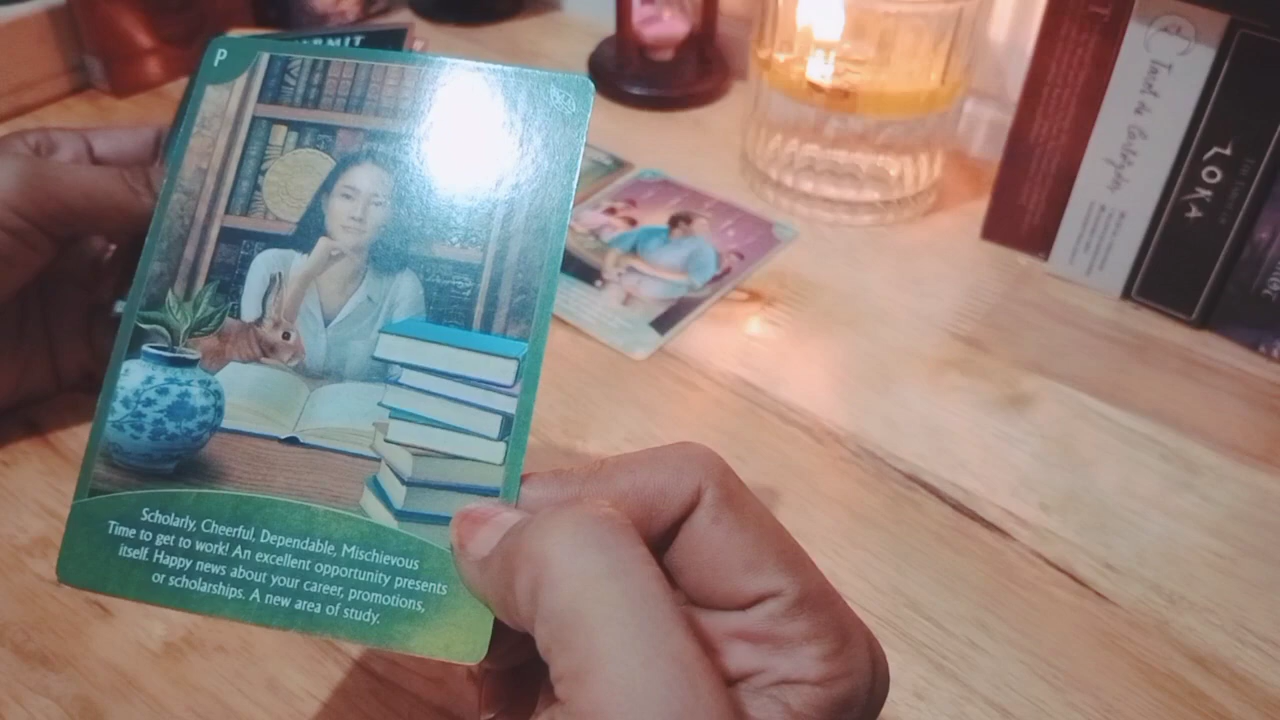 P
Scholarly, Cheerful, Dependable, Mischievous
Time to get to work! An excellent opportunity presents
itself. Happy news about your career, promotions,
or scholarships. A new area of study.
LOKA